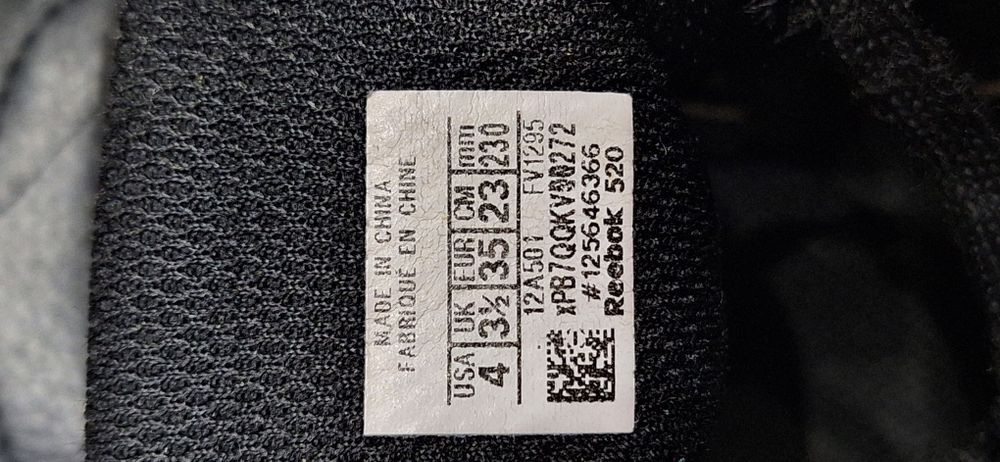 MADE IN CHINA
FABRIQUÉ EN CHINE
USA UK EUR CM mm
4 3½ 35 23 230
12A501 FV1295
#125646366
Reebok 520